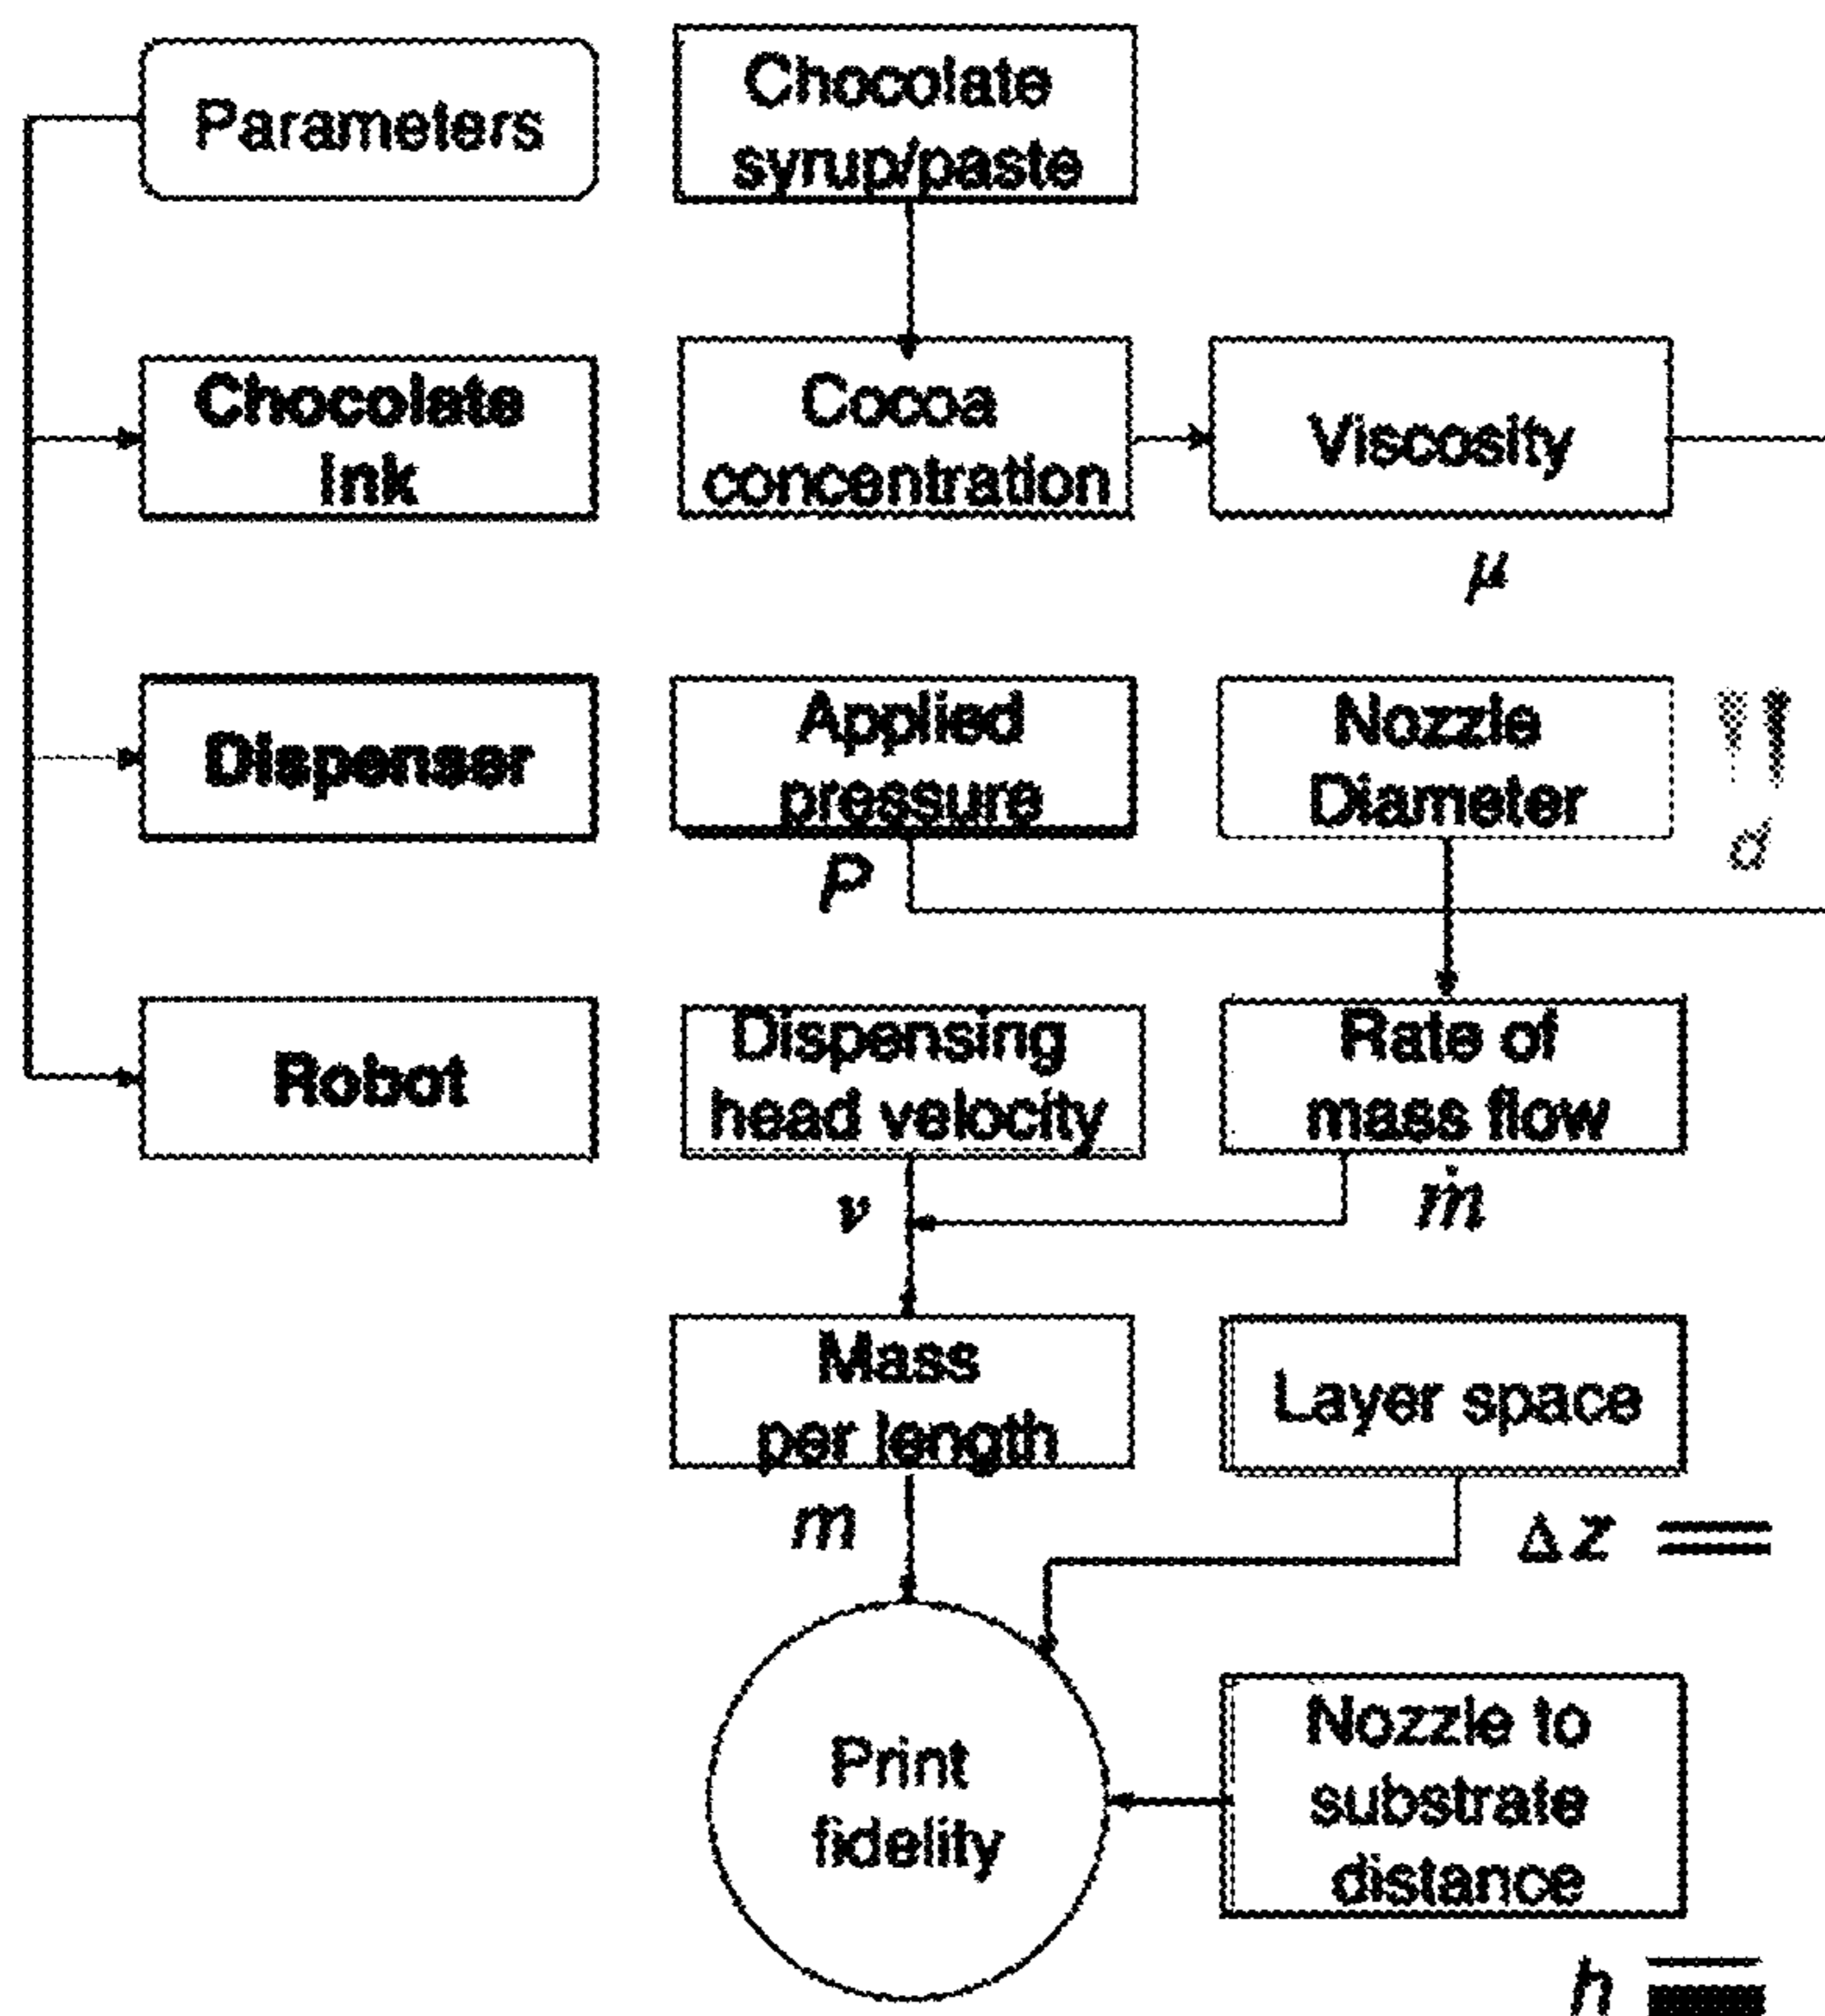 Parameters
Chocolate
syrup/paste
Chocolate
ink
Cocoa
concentration
Viscosity
μ
Dispenser
Applied
pressure
Nozzle
Diameter
P
d
Robot
Dispensing
head velocity
Rate of
mass flow
v
ṁ
Mass
per length
Layer space
m
ΔZ
Print
fidelity
Nozzle to
substrate
distance
h